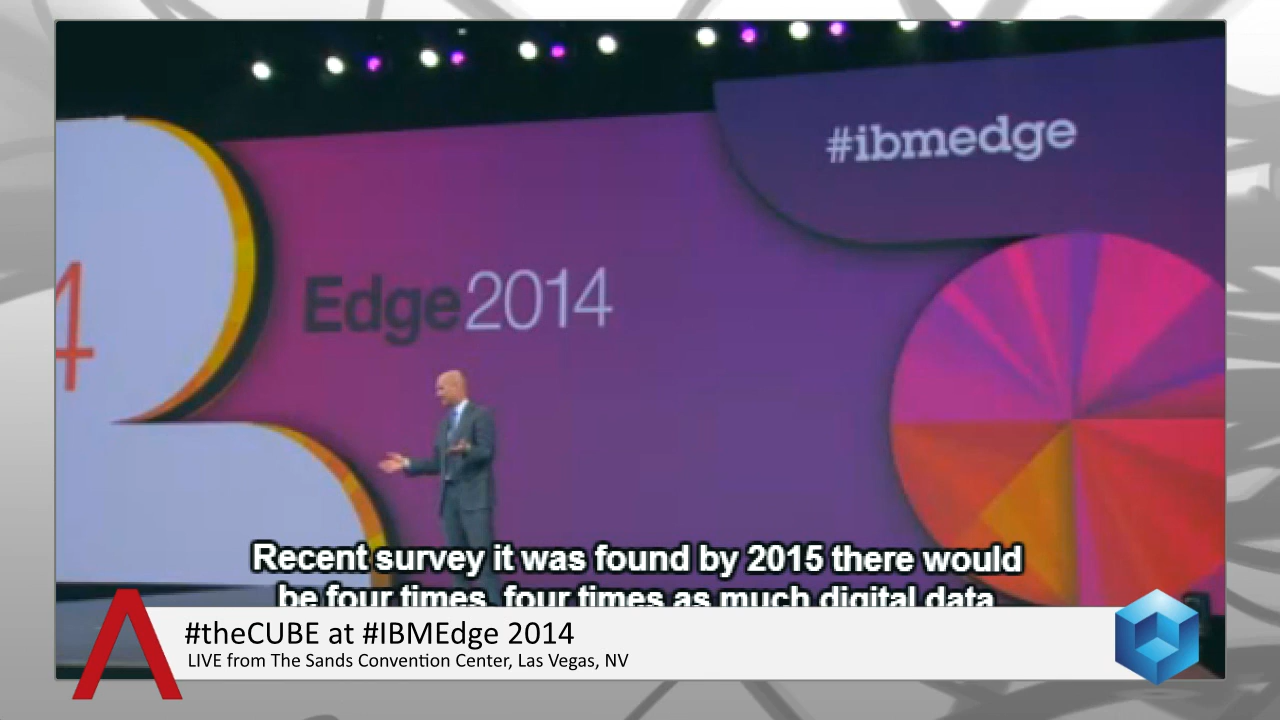 #ibmedge
4
Edge2014
Recent survey it was found by 2015 there would
be four times, four times as much digital data
#theCUBE at #IBMEdge 2014
LIVE from The Sands Convention Center, Las Vegas, NV